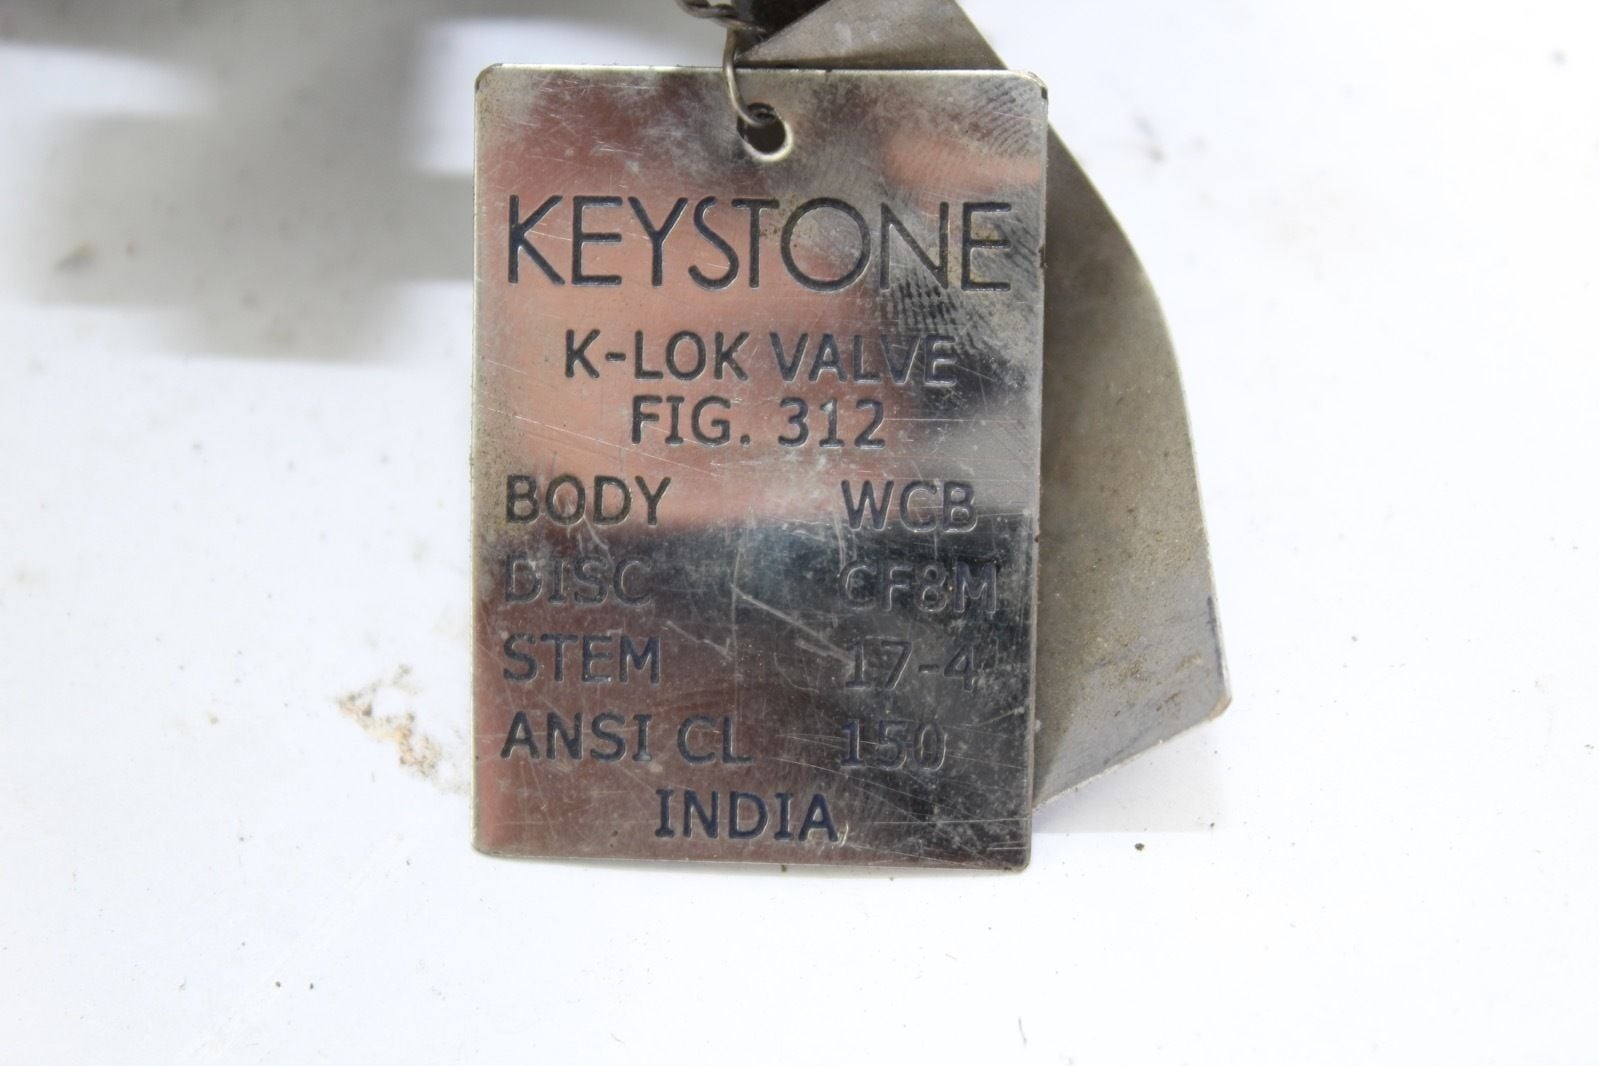 KEYSTONE
K-LOK VALVE
FIG. 312
BODY WCB
DISC CF8M
STEM 17-4
ANSI CL 150
INDIA